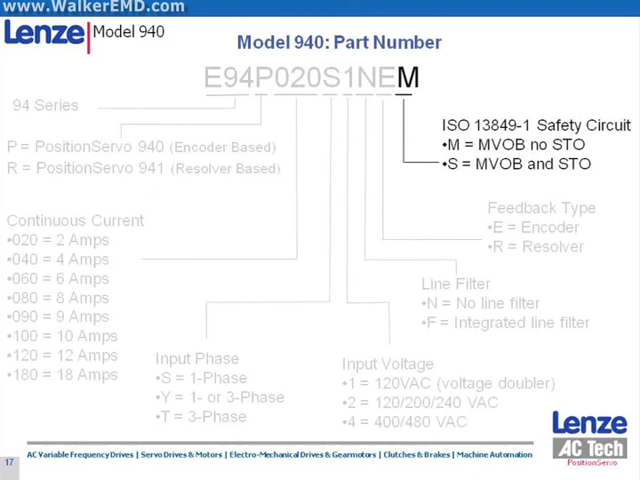 www.WalkerEMD.com
Lenze
Model 940
Model 940: Part Number
E94P020S1NEM
94 Series
P = PositionServo 940 (Encoder Based)
R = PositionServo 941 (Resolver Based)
ISO 13849-1 Safety Circuit
•M = MVOB no STO
•S = MVOB and STO
Continuous Current
•020 = 2 Amps
•040 = 4 Amps
•060 = 6 Amps
•080 = 8 Amps
•090 = 9 Amps
•100 = 10 Amps
•120 = 12 Amps
•180 = 18 Amps
Feedback Type
•E = Encoder
•R = Resolver
Line Filter
•N = No line filter
•F = Integrated line filter
Input Phase
•S = 1-Phase
•Y = 1- or 3-Phase
•T = 3-Phase
Input Voltage
•1 = 120VAC (voltage doubler)
•2 = 120/200/240 VAC
•4 = 400/480 VAC
Lenze
AC Tech
PositionServo
17
AC Variable Frequency Drives | Servo Drives & Motors | Electro-Mechanical Drives & Gearmotors | Clutches & Brakes | Machine Automation